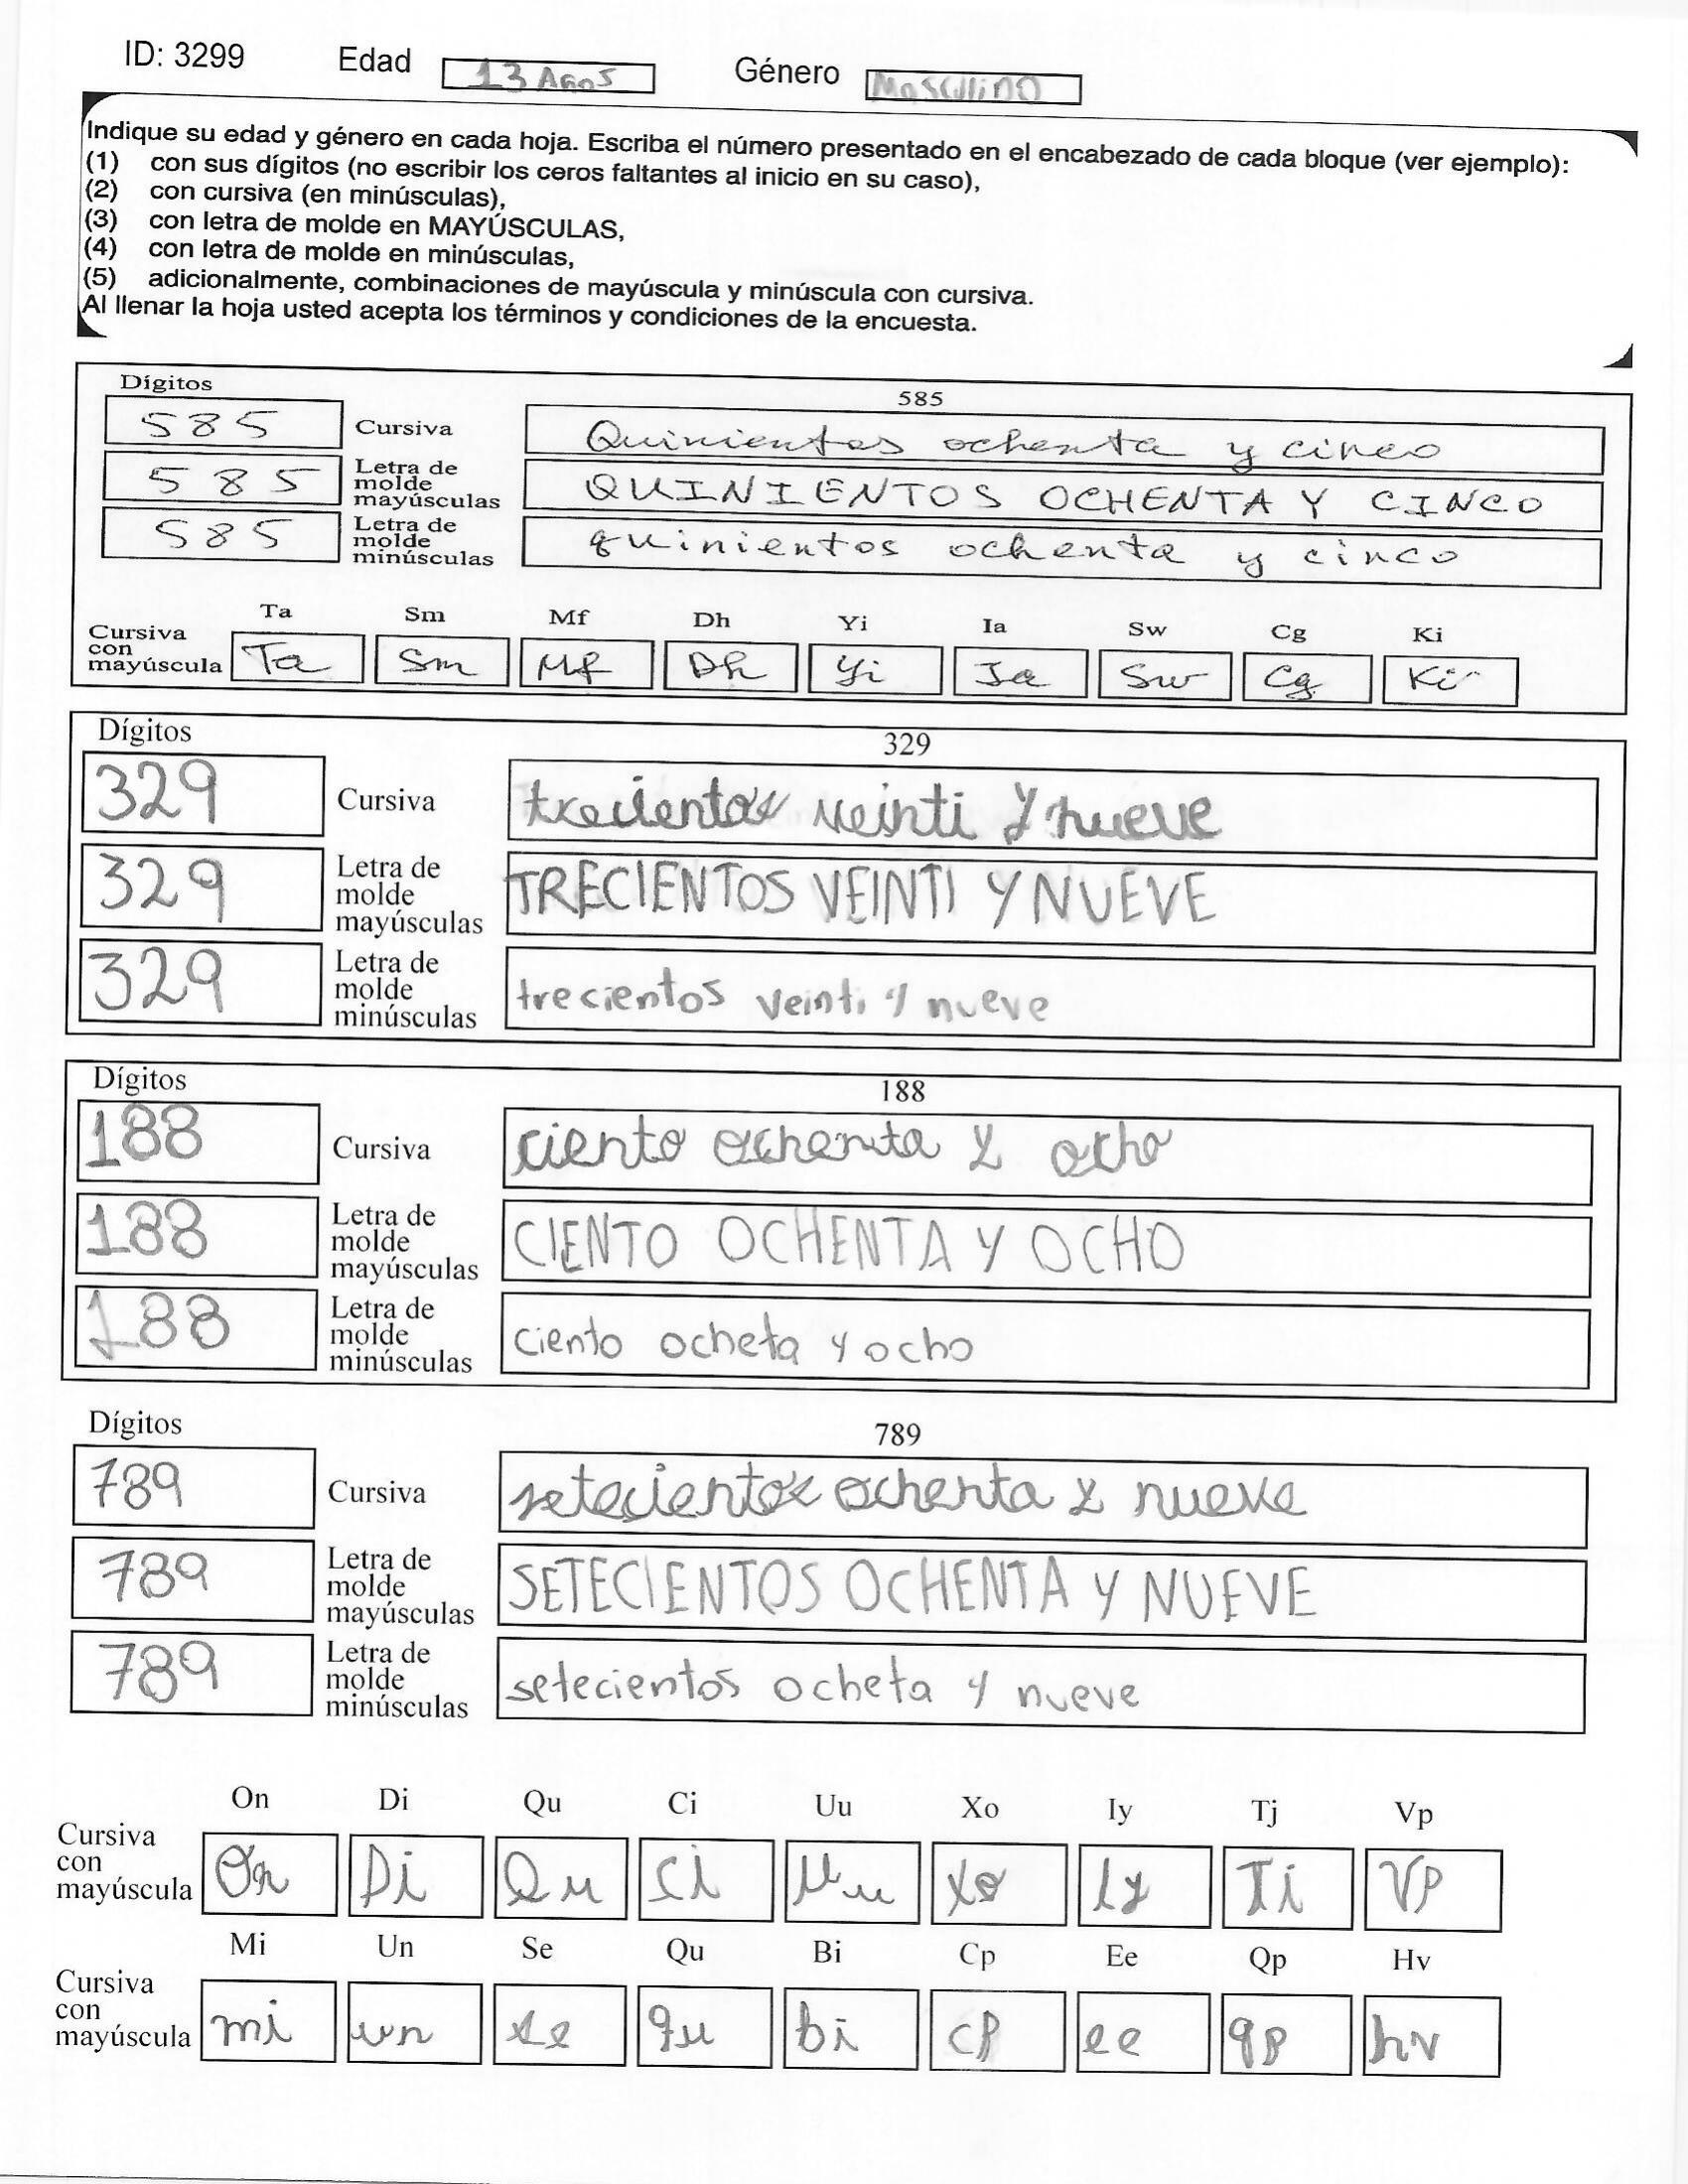 ID: 3299 Edad 13 Años Género Masculino
Indique su edad y género en cada hoja. Escriba el número presentado en el encabezado de cada bloque (ver ejemplo):
(1) con sus dígitos (no escribir los ceros faltantes al inicio en su caso),
(2) con cursiva (en minúsculas),
(3) con letra de molde en MAYÚSCULAS,
(4) con letra de molde en minúsculas,
(5) adicionalmente, combinaciones de mayúscula y minúscula con cursiva.
Al llenar la hoja usted acepta los términos y condiciones de la encuesta.
Dígitos 585
585 Cursiva Quinientos ochenta y cinco
585 Letra de molde mayúsculas QUINIENTOS OCHENTA Y CINCO
585 Letra de molde minúsculas quinientos ochenta y cinco
Ta Sm Mf Dh Yi Ia Sw Cg Ki
Cursiva con mayúscula Ta Sm Mf Dh Yi Ia Sw Cg Ki
Dígitos 329
329 Cursiva trecientos veinti y nueve
329 Letra de molde mayúsculas TRECIENTOS VEINTI Y NUEVE
329 Letra de molde minúsculas trecientos veinti y nueve
Dígitos 188
188 Cursiva ciento ochenta y ocho
188 Letra de molde mayúsculas CIENTO OCHENTA Y OCHO
188 Letra de molde minúsculas ciento ocheta y ocho
Dígitos 789
789 Cursiva setecientos ochenta y nueve
789 Letra de molde mayúsculas SETECIENTOS OCHENTA Y NUEVE
789 Letra de molde minúsculas setecientos ocheta y nueve
On Di Qu Ci Uu Xo Iy Tj Vp
Cursiva con mayúscula On Di Qu Ci Uu Xo Iy Ti Vp
Mi Un Se Qu Bi Cp Ee Qp Hv
Cursiva con mayúscula mi un se qu bi cp ee qp hv